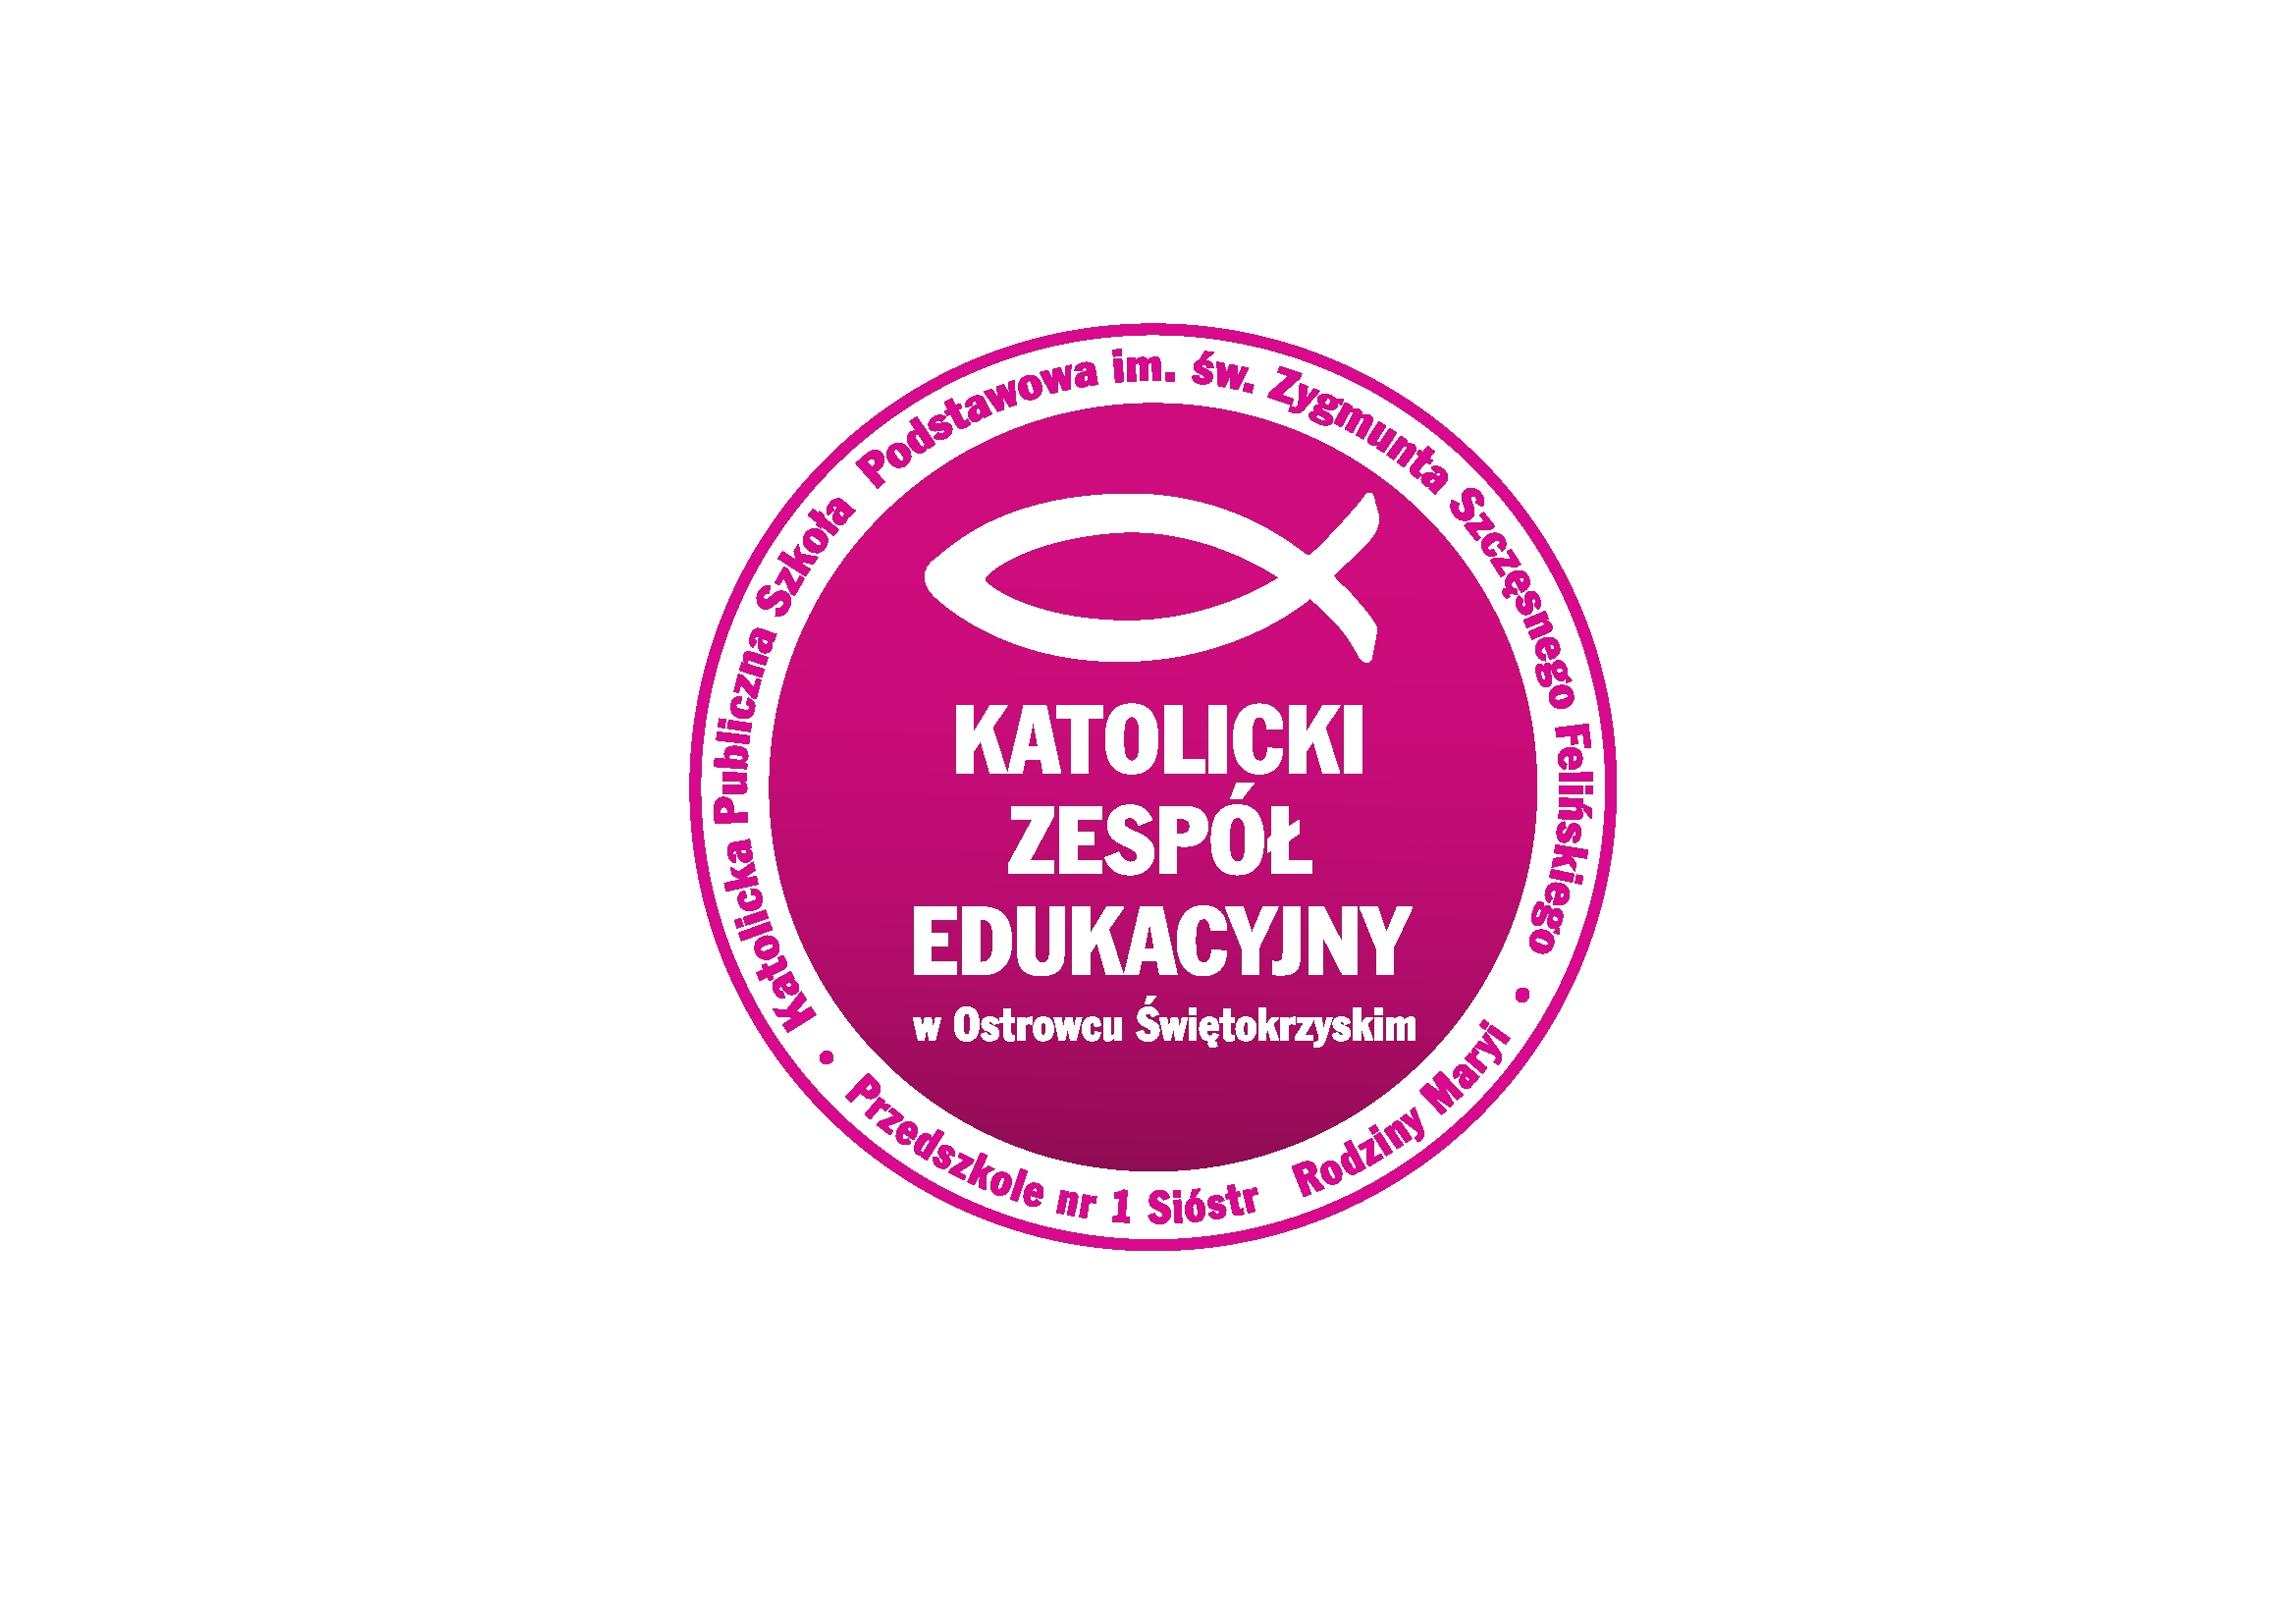 Katolicka Publiczna Szkoła Podstawowa im. św. Zygmunta Szczęsnego Felińskiego
KATOLICKI
ZESPÓŁ
EDUKACYJNY
w Ostrowcu Świętokrzyskim
• Przedszkole nr 1 Sióstr Rodziny Maryi •